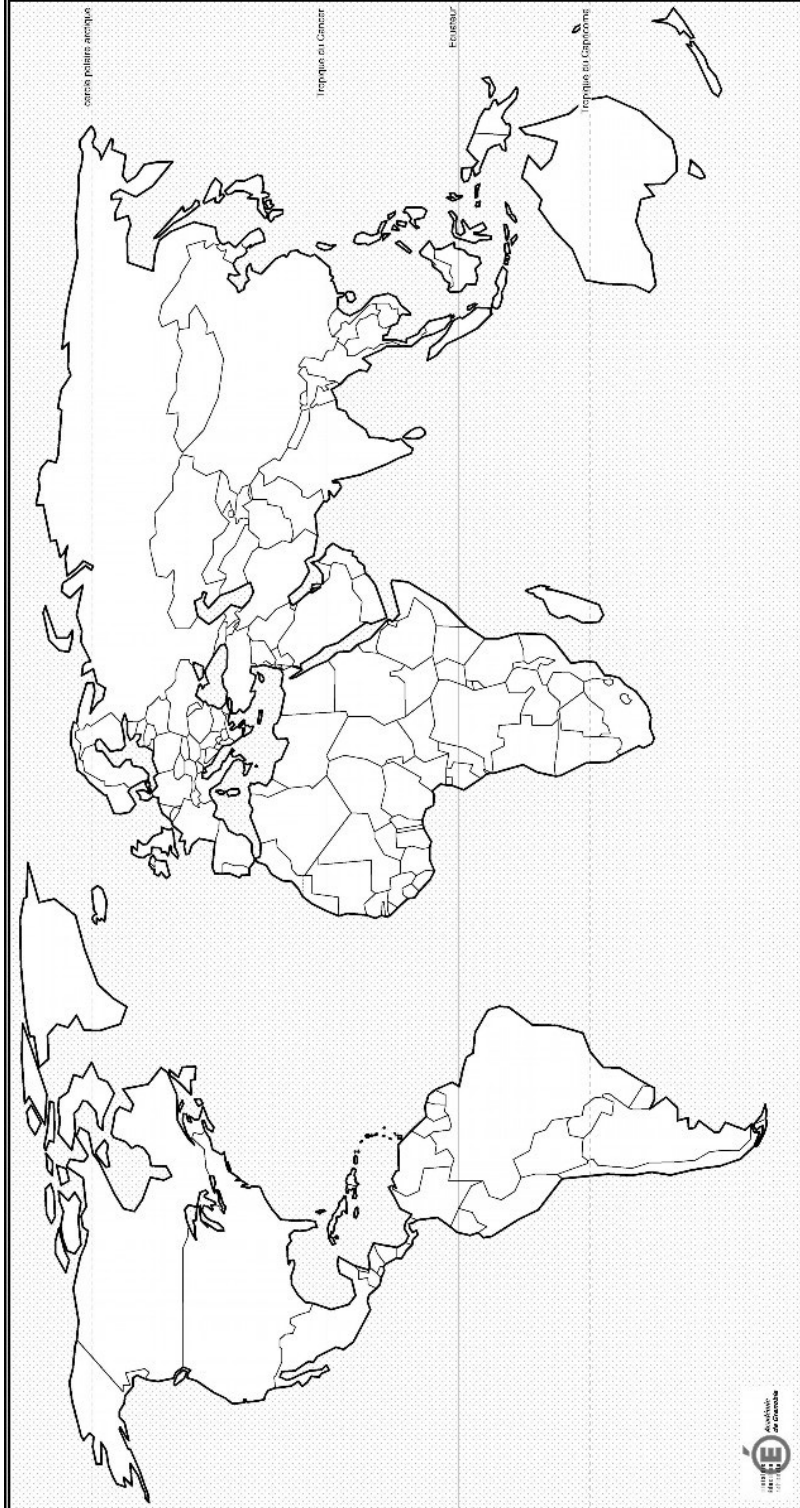 cercle polaire arctique
Tropique du Cancer
Equateur
Tropique du Capricorne
Académie
de Grenoble